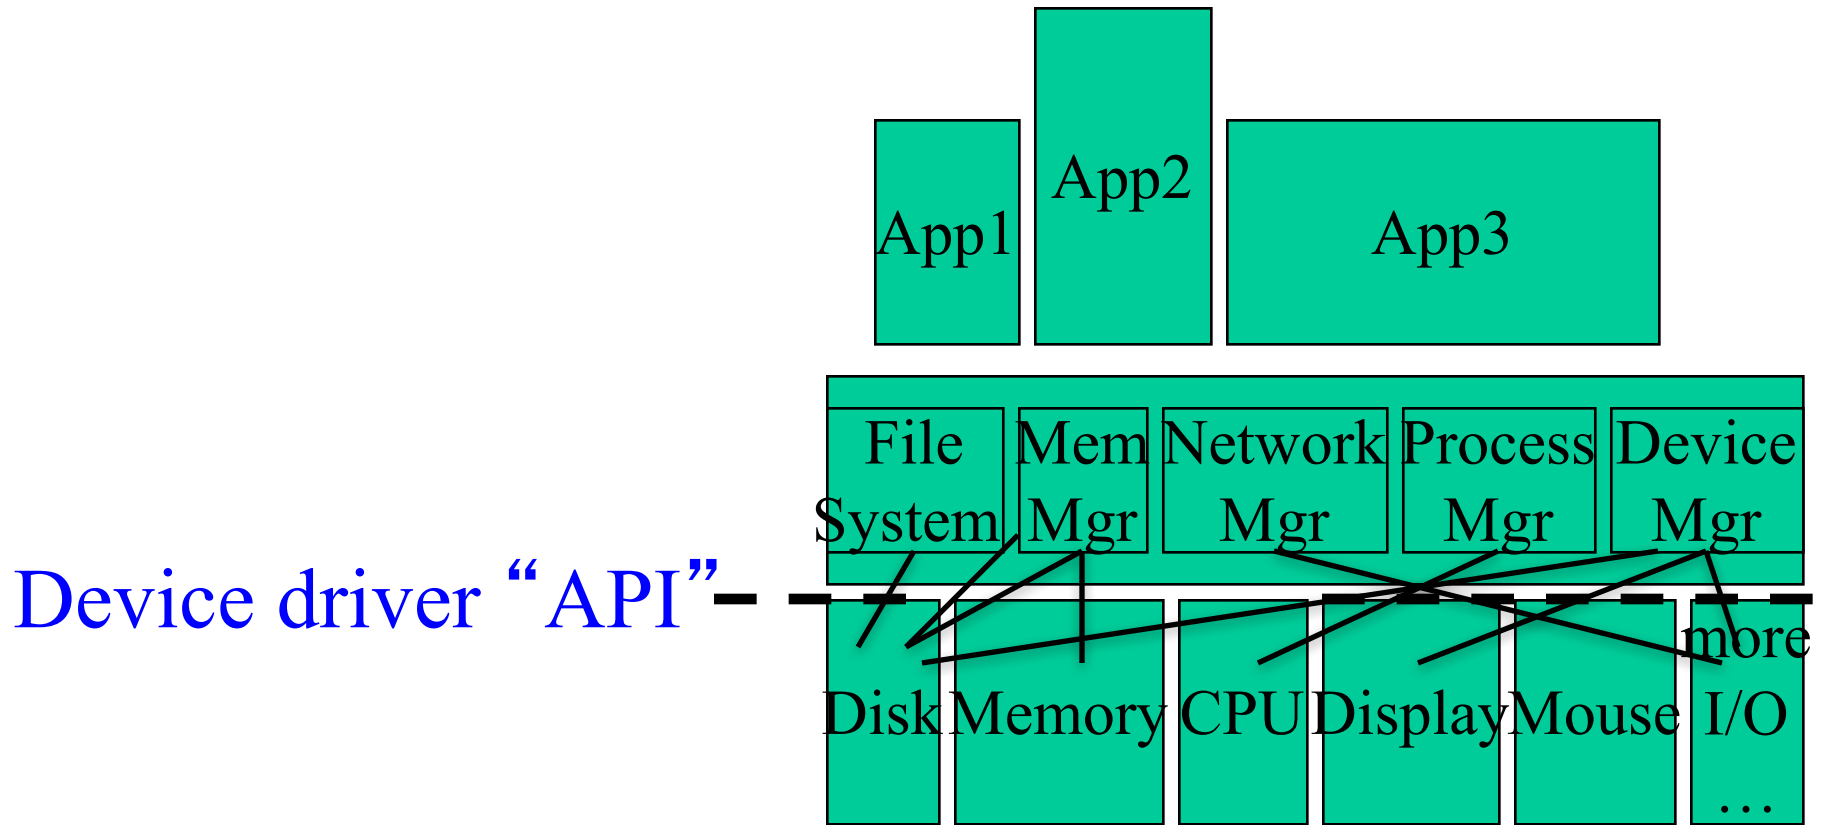 App1
App2
App3
File
System
Mem
Mgr
Network
Mgr
Process
Mgr
Device
Mgr
Device driver “API”
Disk
Memory
CPU
Display
Mouse
more
I/O
…